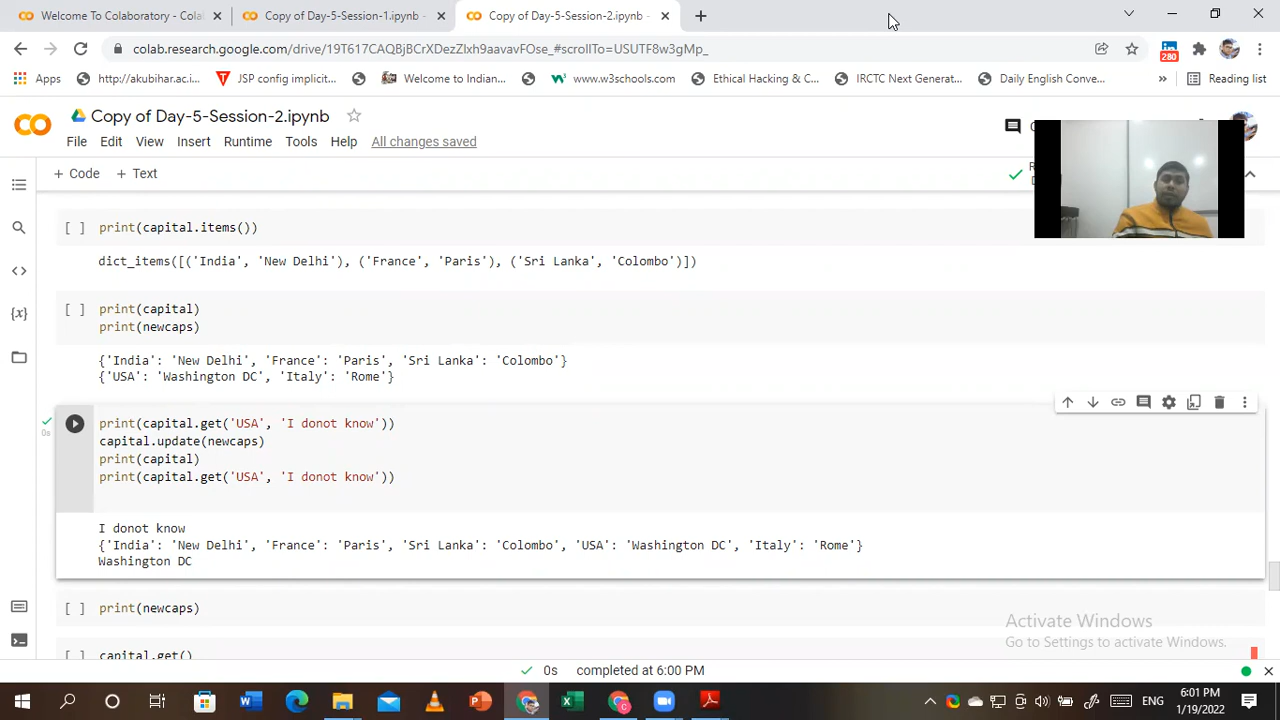 Welcome To Colaboratory - Colal
Copy of Day-5-Session-1.ipynb -
Copy of Day-5-Session-2.ipynb -
colab.research.google.com/drive/19T617CAQBjBCrXDezZlxh9aavavFOse_#scrollTo=USUTF8w3gMp_
280
Apps
http://akubihar.ac.i...
JSP config implicit...
Welcome to Indian...
www.w3schools.com
Ethical Hacking & C...
IRCTC Next Generat...
Daily English Conve...
»
Reading list
Copy of Day-5-Session-2.ipynb
File Edit View Insert Runtime Tools Help All changes saved
+ Code + Text
[ ] print(capital.items())
dict_items([('India', 'New Delhi'), ('France', 'Paris'), ('Sri Lanka', 'Colombo')])
[ ] print(capital)
print(newcaps)
{'India': 'New Delhi', 'France': 'Paris', 'Sri Lanka': 'Colombo'}
{'USA': 'Washington DC', 'Italy': 'Rome'}
print(capital.get('USA', 'I donot know'))
0s
capital.update(newcaps)
print(capital)
print(capital.get('USA', 'I donot know'))
I donot know
{'India': 'New Delhi', 'France': 'Paris', 'Sri Lanka': 'Colombo', 'USA': 'Washington DC', 'Italy': 'Rome'}
Washington DC
[ ] print(newcaps)
Activate Windows
Go to Settings to activate Windows.
[ ] capital.get()
0s completed at 6:00 PM
ENG
6:01 PM
1/19/2022